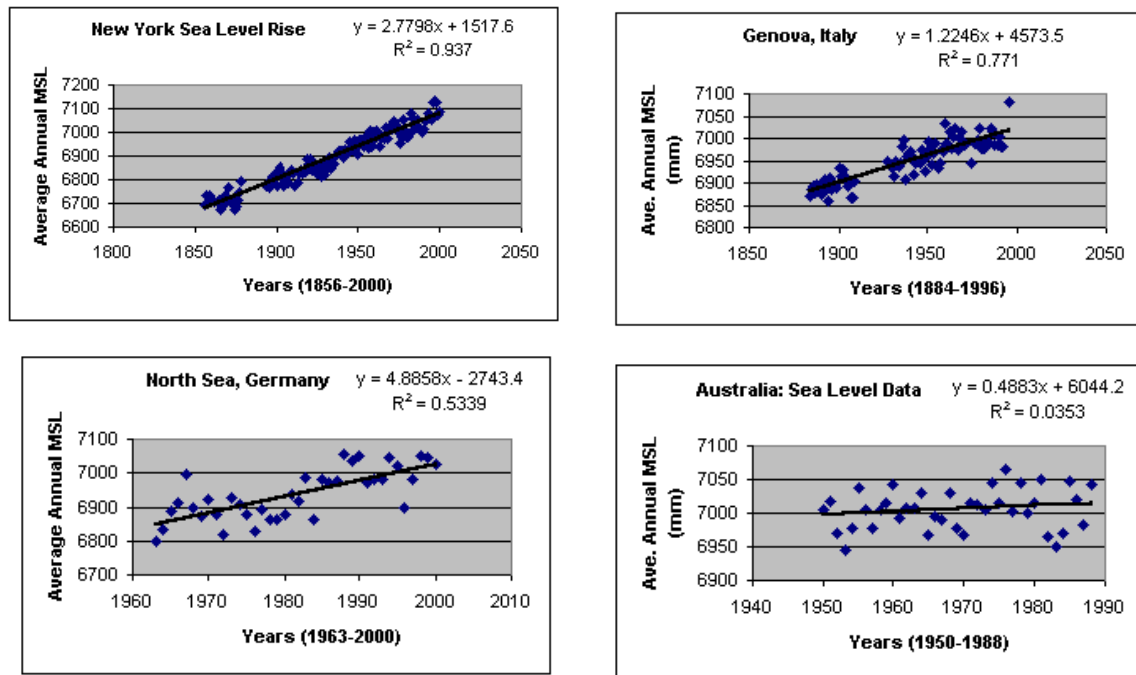 New York Sea Level Rise y = 2.7798x + 1517.6
R² = 0.937
Average Annual MSL
7200
7100
7000
6900
6800
6700
6600
1800 1850 1900 1950 2000 2050
Years (1856-2000)
Genova, Italy y = 1.2246x + 4573.5
R² = 0.771
Ave. Annual MSL
(mm)
7100
7050
7000
6950
6900
6850
6800
1850 1900 1950 2000 2050
Years (1884-1996)
North Sea, Germany y = 4.8858x - 2743.4
R² = 0.5339
Average Annual MSL
7100
7000
6900
6800
6700
1960 1970 1980 1990 2000 2010
Years (1963-2000)
Australia: Sea Level Data y = 0.4883x + 6044.2
R² = 0.0353
Ave. Annual MSL
(mm)
7100
7050
7000
6950
6900
1940 1950 1960 1970 1980 1990
Years (1950-1988)